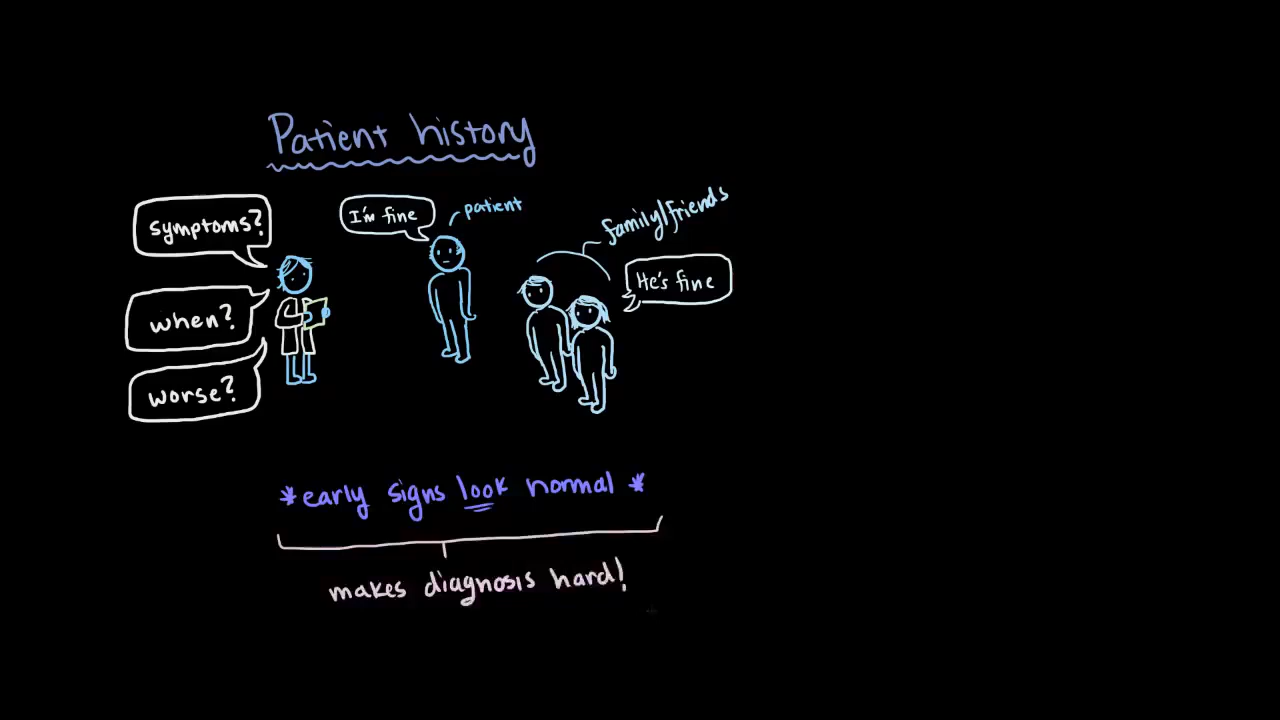 Patient history
symptoms?
when?
worse?
I'm fine
patient
family/friends
He's fine
*early signs look normal*
makes diagnosis hard!